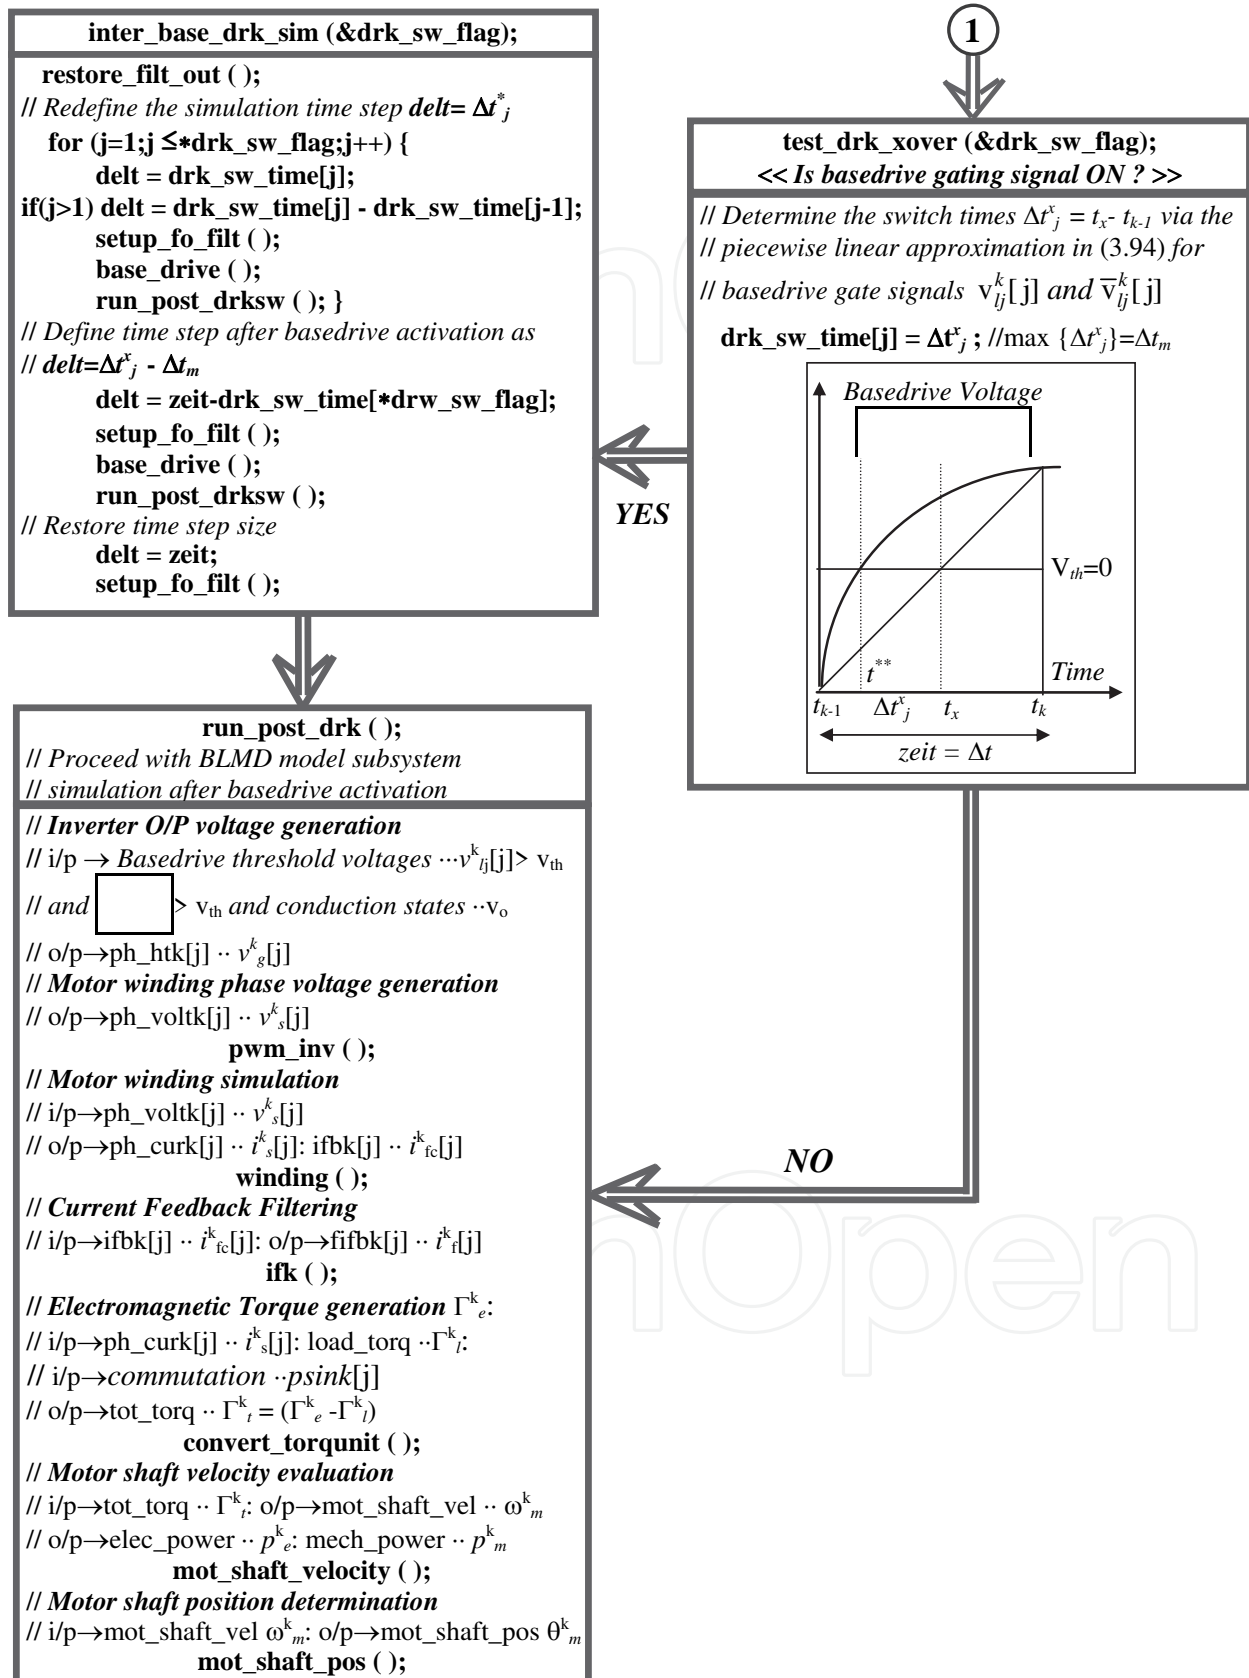 inter_base_drk_sim (&drk_sw_flag);
restore_filt_out ( );
// Redefine the simulation time step delt= Δt*j
for (j=1;j ≤*drk_sw_flag;j++) {
delt = drk_sw_time[j];
if(j>1) delt = drk_sw_time[j] - drk_sw_time[j-1];
setup_fo_filt ( );
base_drive ( );
run_post_drksw ( ); }
// Define time step after basedrive activation as
// delt=Δtxj - Δtm
delt = zeit-drk_sw_time[*drw_sw_flag];
setup_fo_filt ( );
base_drive ( );
run_post_drksw ( );
// Restore time step size
delt = zeit;
setup_fo_filt ( );
1
test_drk_xover (&drk_sw_flag);
<< Is basedrive gating signal ON ? >>
// Determine the switch times Δtxj = tx- tk-1 via the
// piecewise linear approximation in (3.94) for
// basedrive gate signals vklj[j] and v̅klj[j]
drk_sw_time[j] = Δtxj ; //max {Δtxj}=Δtm
Basedrive Voltage
Vth=0
t**
Time
tk-1 Δtxj tx tk
zeit = Δt
YES
NO
run_post_drk ( );
// Proceed with BLMD model subsystem
// simulation after basedrive activation
// Inverter O/P voltage generation
// i/p → Basedrive threshold voltages ···vklj[j]> vth
// and > vth and conduction states ··vo
// o/p→ph_htk[j] ·· vkg[j]
// Motor winding phase voltage generation
// o/p→ph_voltk[j] ·· vks[j]
pwm_inv ( );
// Motor winding simulation
// i/p→ph_voltk[j] ·· vks[j]
// o/p→ph_curk[j] ·· iks[j]: ifbk[j] ·· ikfc[j]
winding ( );
// Current Feedback Filtering
// i/p→ifbk[j] ·· ikfc[j]: o/p→fifbk[j] ·· ikf[j]
ifk ( );
// Electromagnetic Torque generation Γke:
// i/p→ph_curk[j] ·· iks[j]: load_torq ··Γkl:
// i/p→commutation ··psink[j]
// o/p→tot_torq ·· Γkt = (Γke -Γkl)
convert_torqunit ( );
// Motor shaft velocity evaluation
// i/p→tot_torq ·· Γkt: o/p→mot_shaft_vel ·· ωkm
// o/p→elec_power ·· pke: mech_power ·· pkm
mot_shaft_velocity ( );
// Motor shaft position determination
// i/p→mot_shaft_vel ωkm: o/p→mot_shaft_pos θkm
mot_shaft_pos ( );